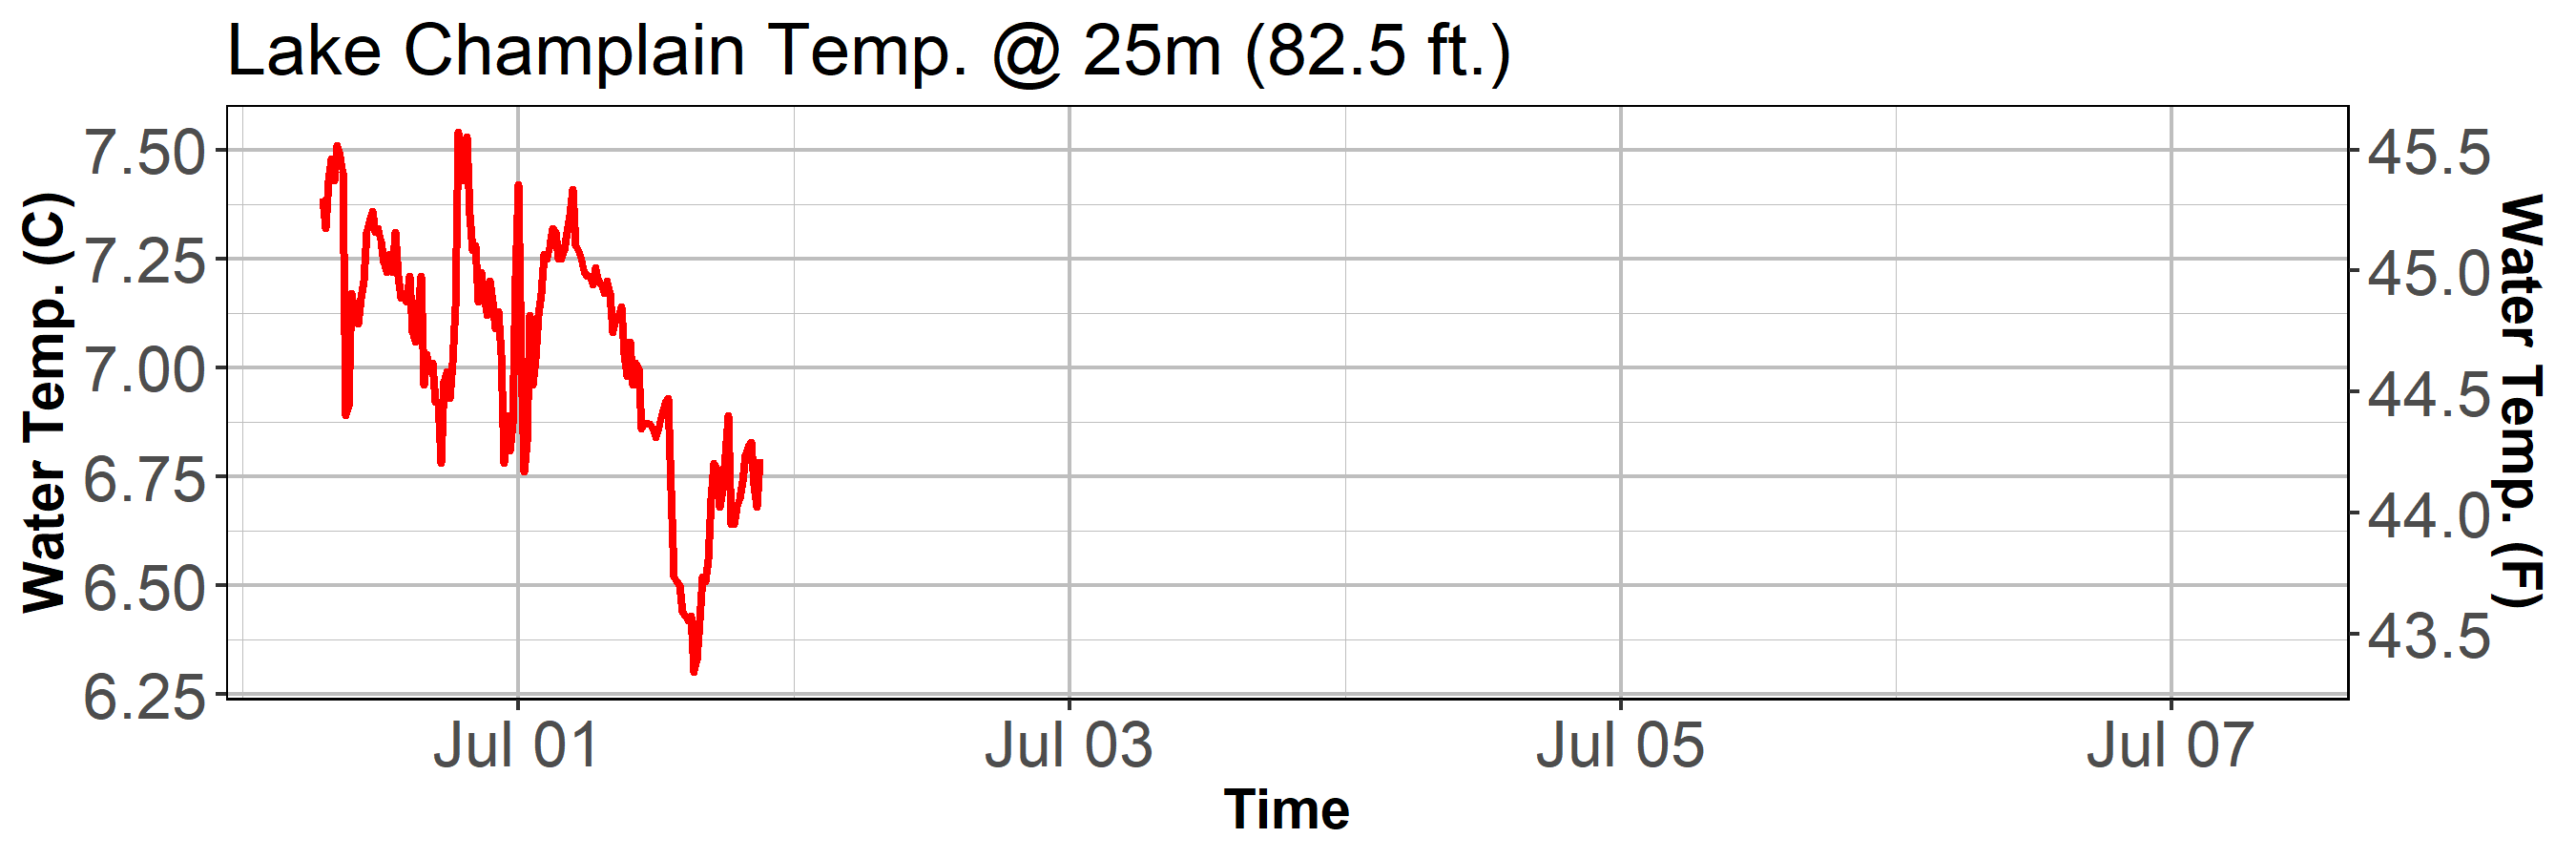 Lake Champlain Temp. @ 25m (82.5 ft.)
Water Temp. (C)
7.50
7.25
7.00
6.75
6.50
6.25
45.5
45.0
44.5
44.0
43.5
Water Temp. (F)
Jul 01 Jul 03 Jul 05 Jul 07
Time